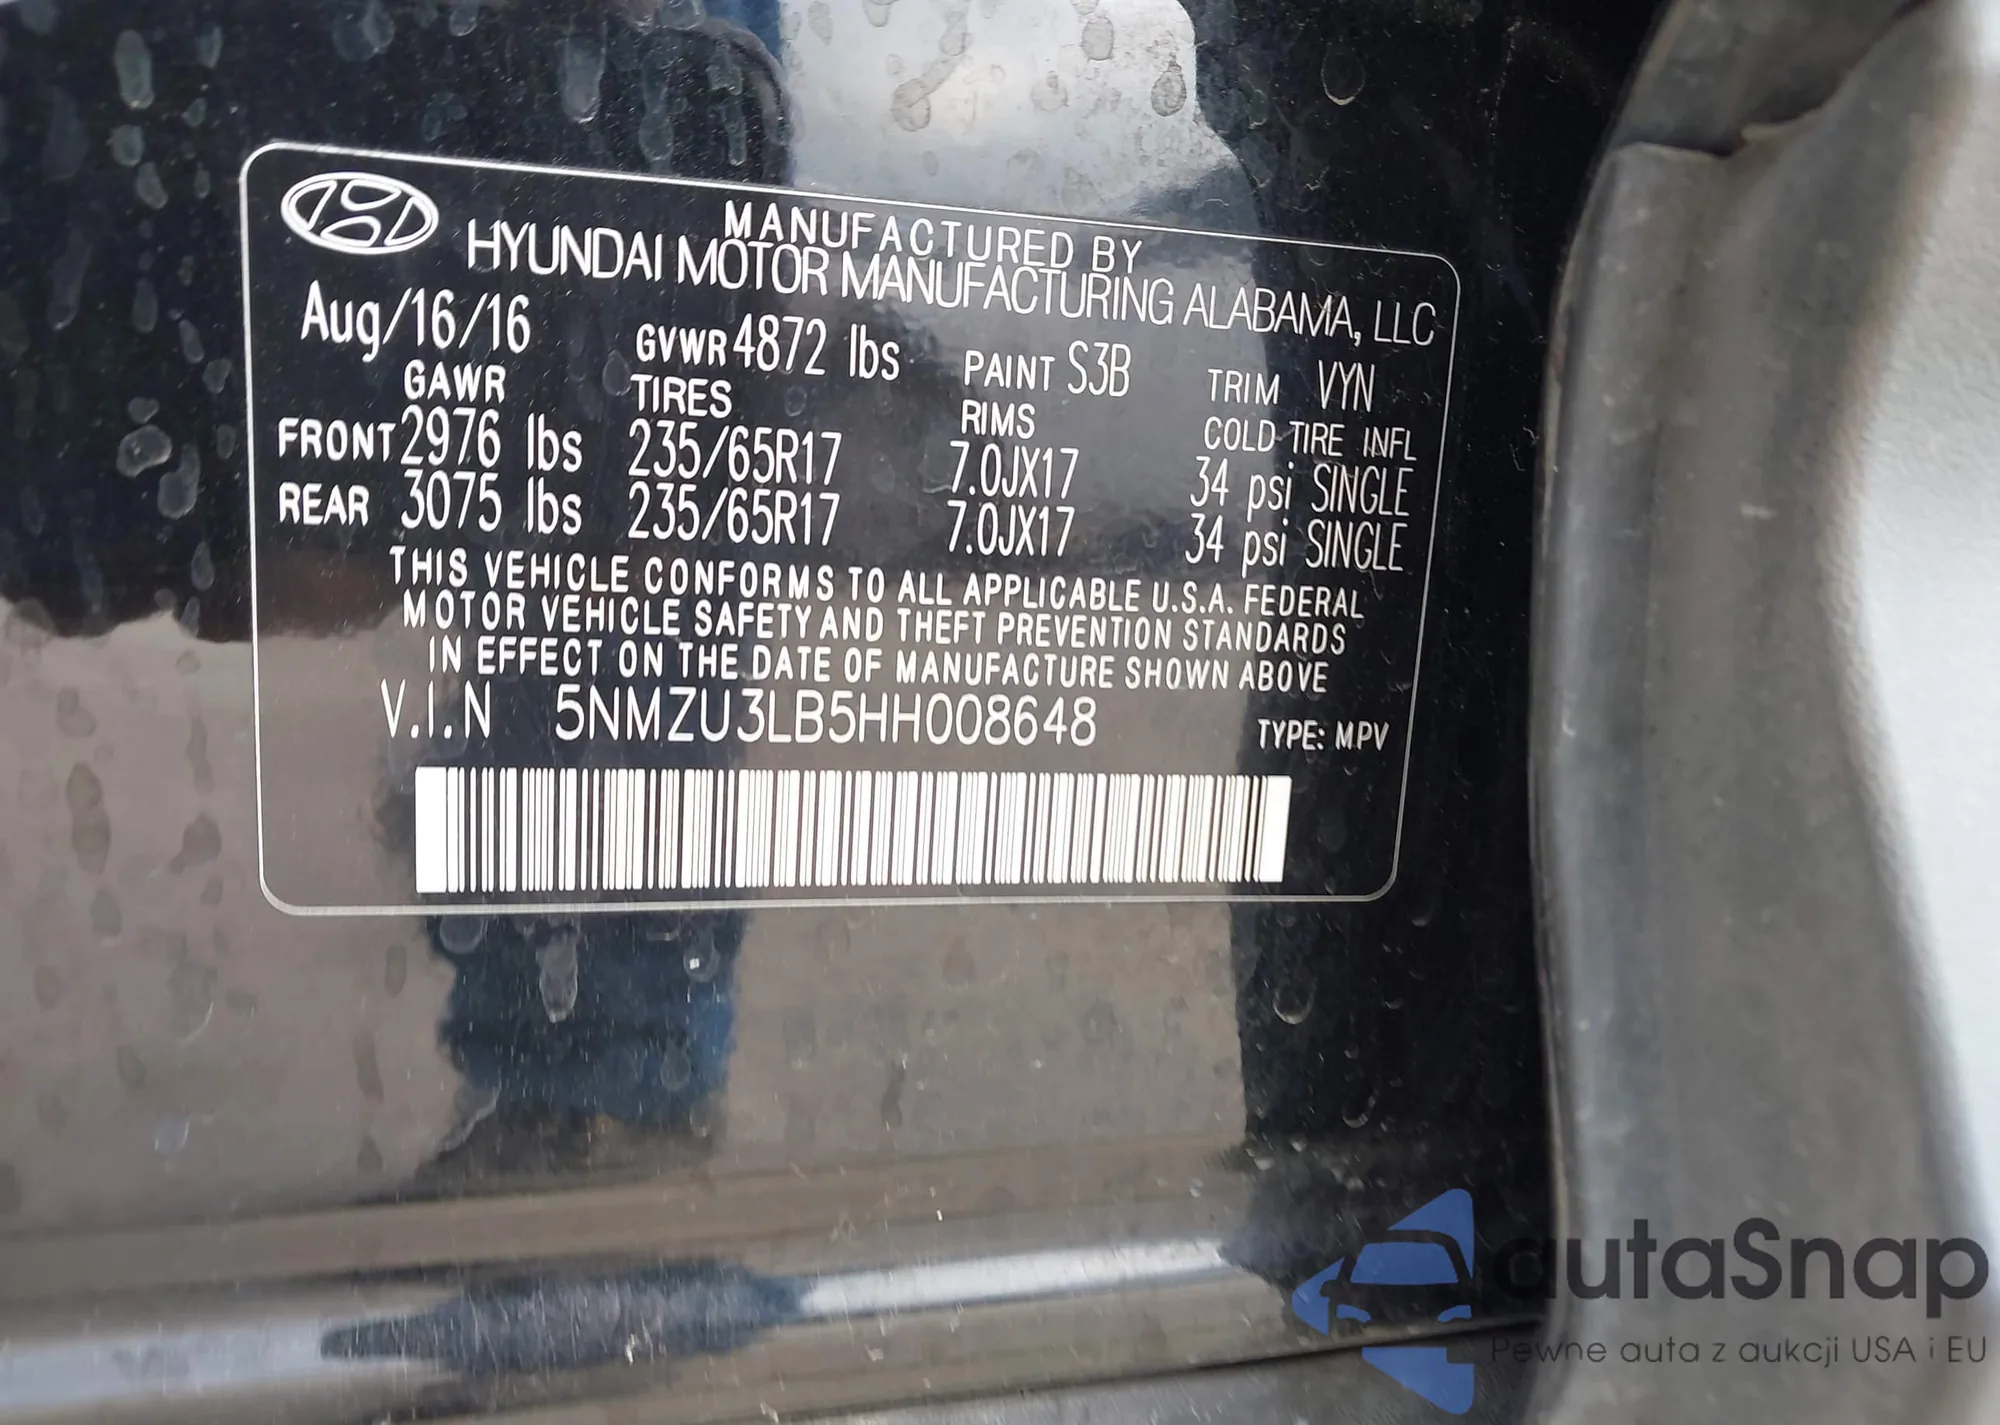 MANUFACTURED BY
HYUNDAI MOTOR MANUFACTURING ALABAMA, LLC
Aug/16/16 GVWR 4872 lbs PAINT S3B TRIM VYN
GAWR TIRES RIMS COLD TIRE INFL
FRONT 2976 lbs 235/65R17 7.0JX17 34 psi SINGLE
REAR 3075 lbs 235/65R17 7.0JX17 34 psi SINGLE
THIS VEHICLE CONFORMS TO ALL APPLICABLE U.S.A. FEDERAL
MOTOR VEHICLE SAFETY AND THEFT PREVENTION STANDARDS
IN EFFECT ON THE DATE OF MANUFACTURE SHOWN ABOVE
V.I.N 5NMZU3LB5HH008648 TYPE: MPV
autaSnap
Pewne auta z aukcji USA i EU